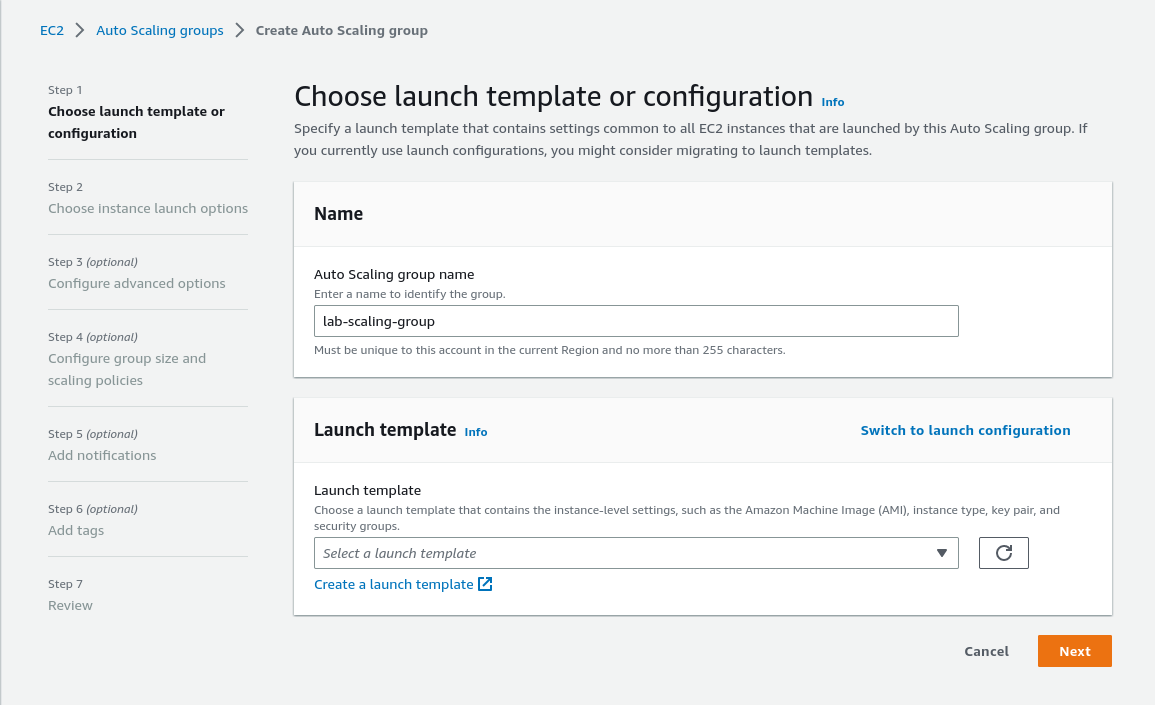 EC2 Auto Scaling groups Create Auto Scaling group
Step 1
Choose launch template or
configuration
Step 2
Choose instance launch options
Step 3 (optional)
Configure advanced options
Step 4 (optional)
Configure group size and
scaling policies
Step 5 (optional)
Add notifications
Step 6 (optional)
Add tags
Step 7
Review
Choose launch template or configuration Info
Specify a launch template that contains settings common to all EC2 instances that are launched by this Auto Scaling group. If
you currently use launch configurations, you might consider migrating to launch templates.
Name
Auto Scaling group name
Enter a name to identify the group.
lab-scaling-group
Must be unique to this account in the current Region and no more than 255 characters.
Launch template Info
Switch to launch configuration
Launch template
Choose a launch template that contains the instance-level settings, such as the Amazon Machine Image (AMI), instance type, key pair, and
security groups.
Select a launch template
Create a launch template
Cancel
Next